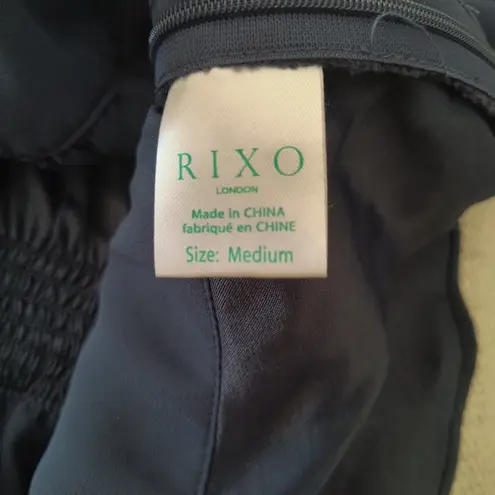 RIXO
LONDON
Made in CHINA
fabriqué en CHINE
Size: Medium